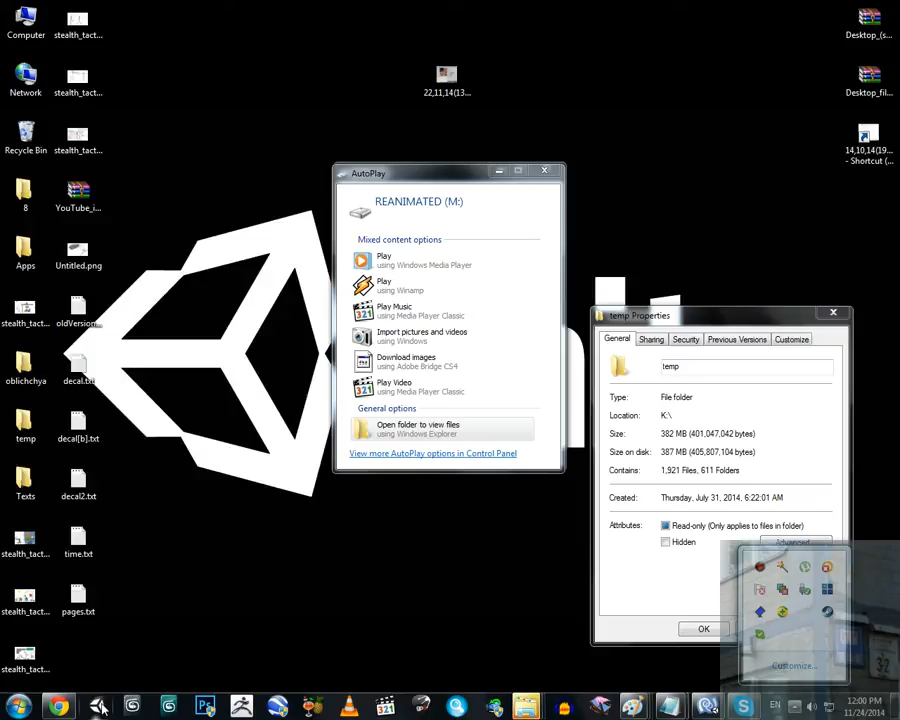 Computer
stealth_tact...
22,11,14(13...
Desktop_(s...
Network
stealth_tact...
Desktop_fil...
Recycle Bin
stealth_tact...
14,10,14(19...
- Shortcut (...
8
YouTube_i...
Apps
Untitled.png
stealth_tact...
oldVersion...
oblichchya
decal.txt
temp
decal[b].txt
Texts
decal2.txt
stealth_tact...
time.txt
stealth_tact...
pages.txt
stealth_tact...
AutoPlay
REANIMATED (M:)
Mixed content options
Play
using Windows Media Player
Play
using Winamp
Play Music
using Media Player Classic
Import pictures and videos
using Windows
Download images
using Adobe Bridge CS4
Play Video
using Media Player Classic
General options
Open folder to view files
using Windows Explorer
View more AutoPlay options in Control Panel
temp Properties
General Sharing Security Previous Versions Customize
temp
Type: File folder
Location: K:\
Size: 382 MB (401,047,042 bytes)
Size on disk: 387 MB (405,807,104 bytes)
Contains: 1,921 Files, 611 Folders
Created: Thursday, July 31, 2014, 6:22:01 AM
Attributes: Read-only (Only applies to files in folder)
Hidden Advanced...
OK
Customize...
32
EN
12:00 PM
11/24/2014